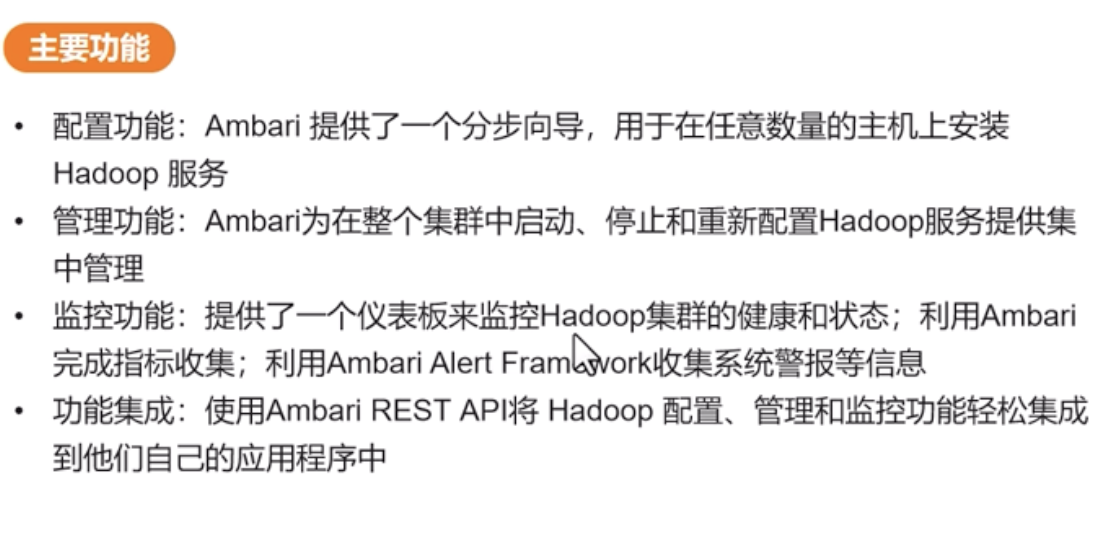 主要功能
• 配置功能：Ambari 提供了一个分步向导，用于在任意数量的主机上安装
Hadoop 服务
• 管理功能：Ambari为在整个集群中启动、停止和重新配置Hadoop服务提供集
中管理
• 监控功能：提供了一个仪表板来监控Hadoop集群的健康和状态；利用Ambari
完成指标收集；利用Ambari Alert Framework收集系统警报等信息
• 功能集成：使用Ambari REST API将 Hadoop 配置、管理和监控功能轻松集成
到他们自己的应用程序中